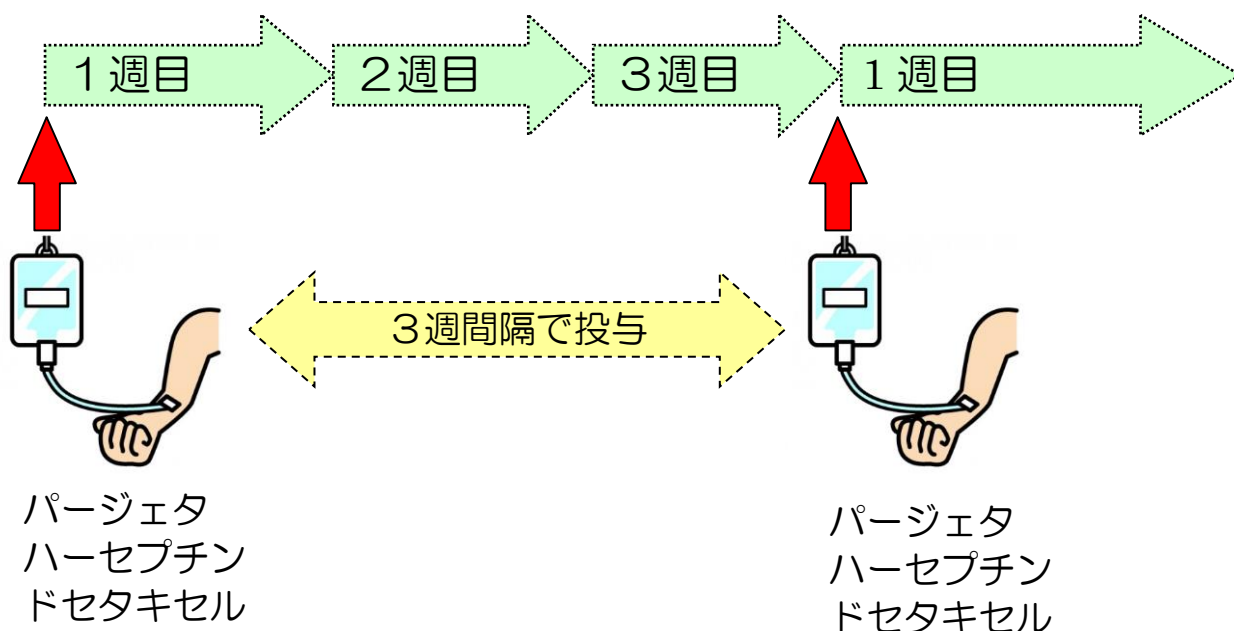 １週目
２週目
３週目
1週目
３週間隔で投与
パージェタ
ハーセプチン
ドセタキセル
パージェタ
ハーセプチン
ドセタキセル